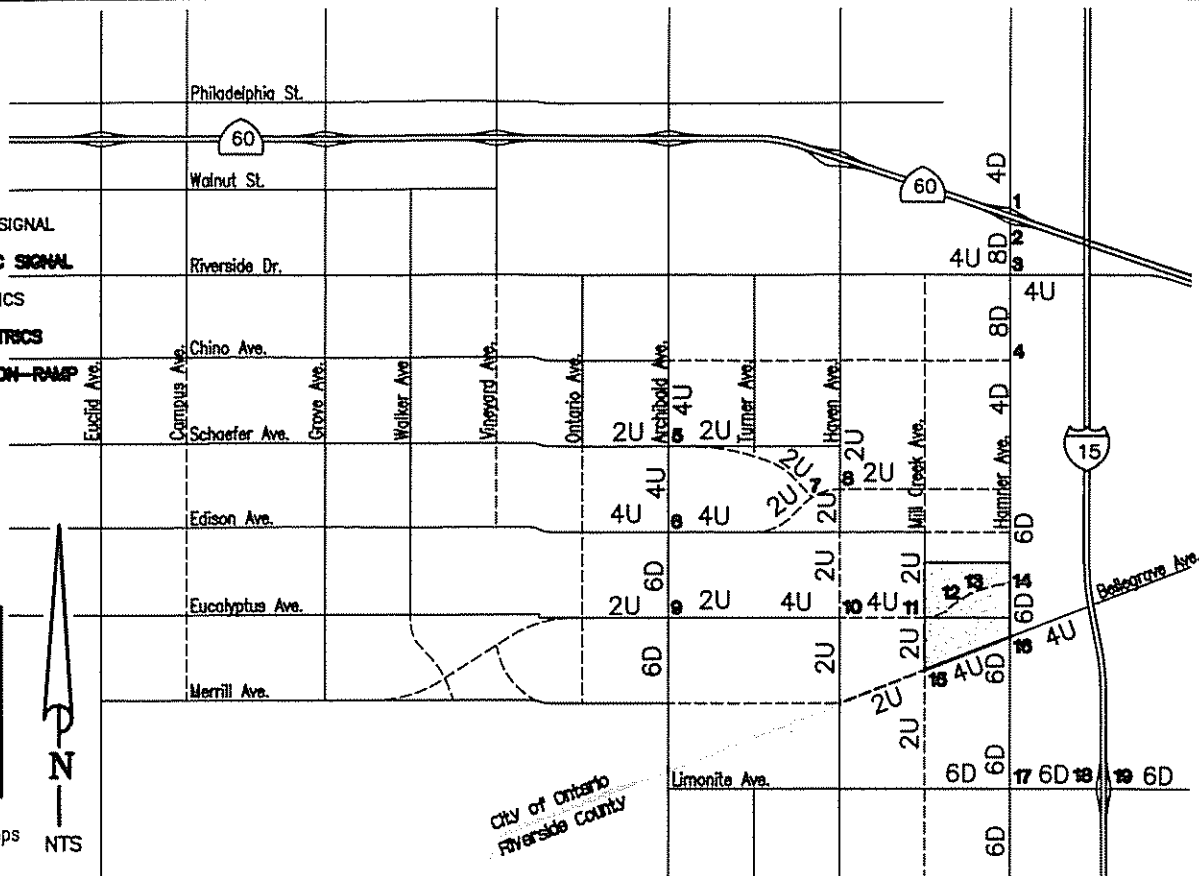 Philadelphia St.
60
Walnut St.
4D
1
60
SIGNAL
2
C SIGNAL
Riverside Dr.
4U
8D
3
ICS
4U
TRICS
Chino Ave.
8D
4
ON-RAMP
Euclid Ave.
Campus Ave.
Grove Ave.
Walker Ave
Vineyard Ave.
Ontario Ave.
Archibald Ave.
4U
Turner Ave.
Haven Ave.
Mill Creek Ave.
Hamner Ave.
4D
Schaefer Ave.
2U
5
2U
2U
15
4U
2U
2U
7
8
2U
Edison Ave.
4U
6
4U
2U
6D
6D
2U
2U
12
13
14
Bellegrave Ave.
Eucalyptus Ave.
2U
9
2U
4U
10
4U
11
6D
6D
2U
2U
16
4U
15
4U
6D
Merrill Ave.
2U
2U
N
NTS
ps
City of Ontario
Riverside County
Limonite Ave.
6D
6D
17
6D
18
19
6D
6D